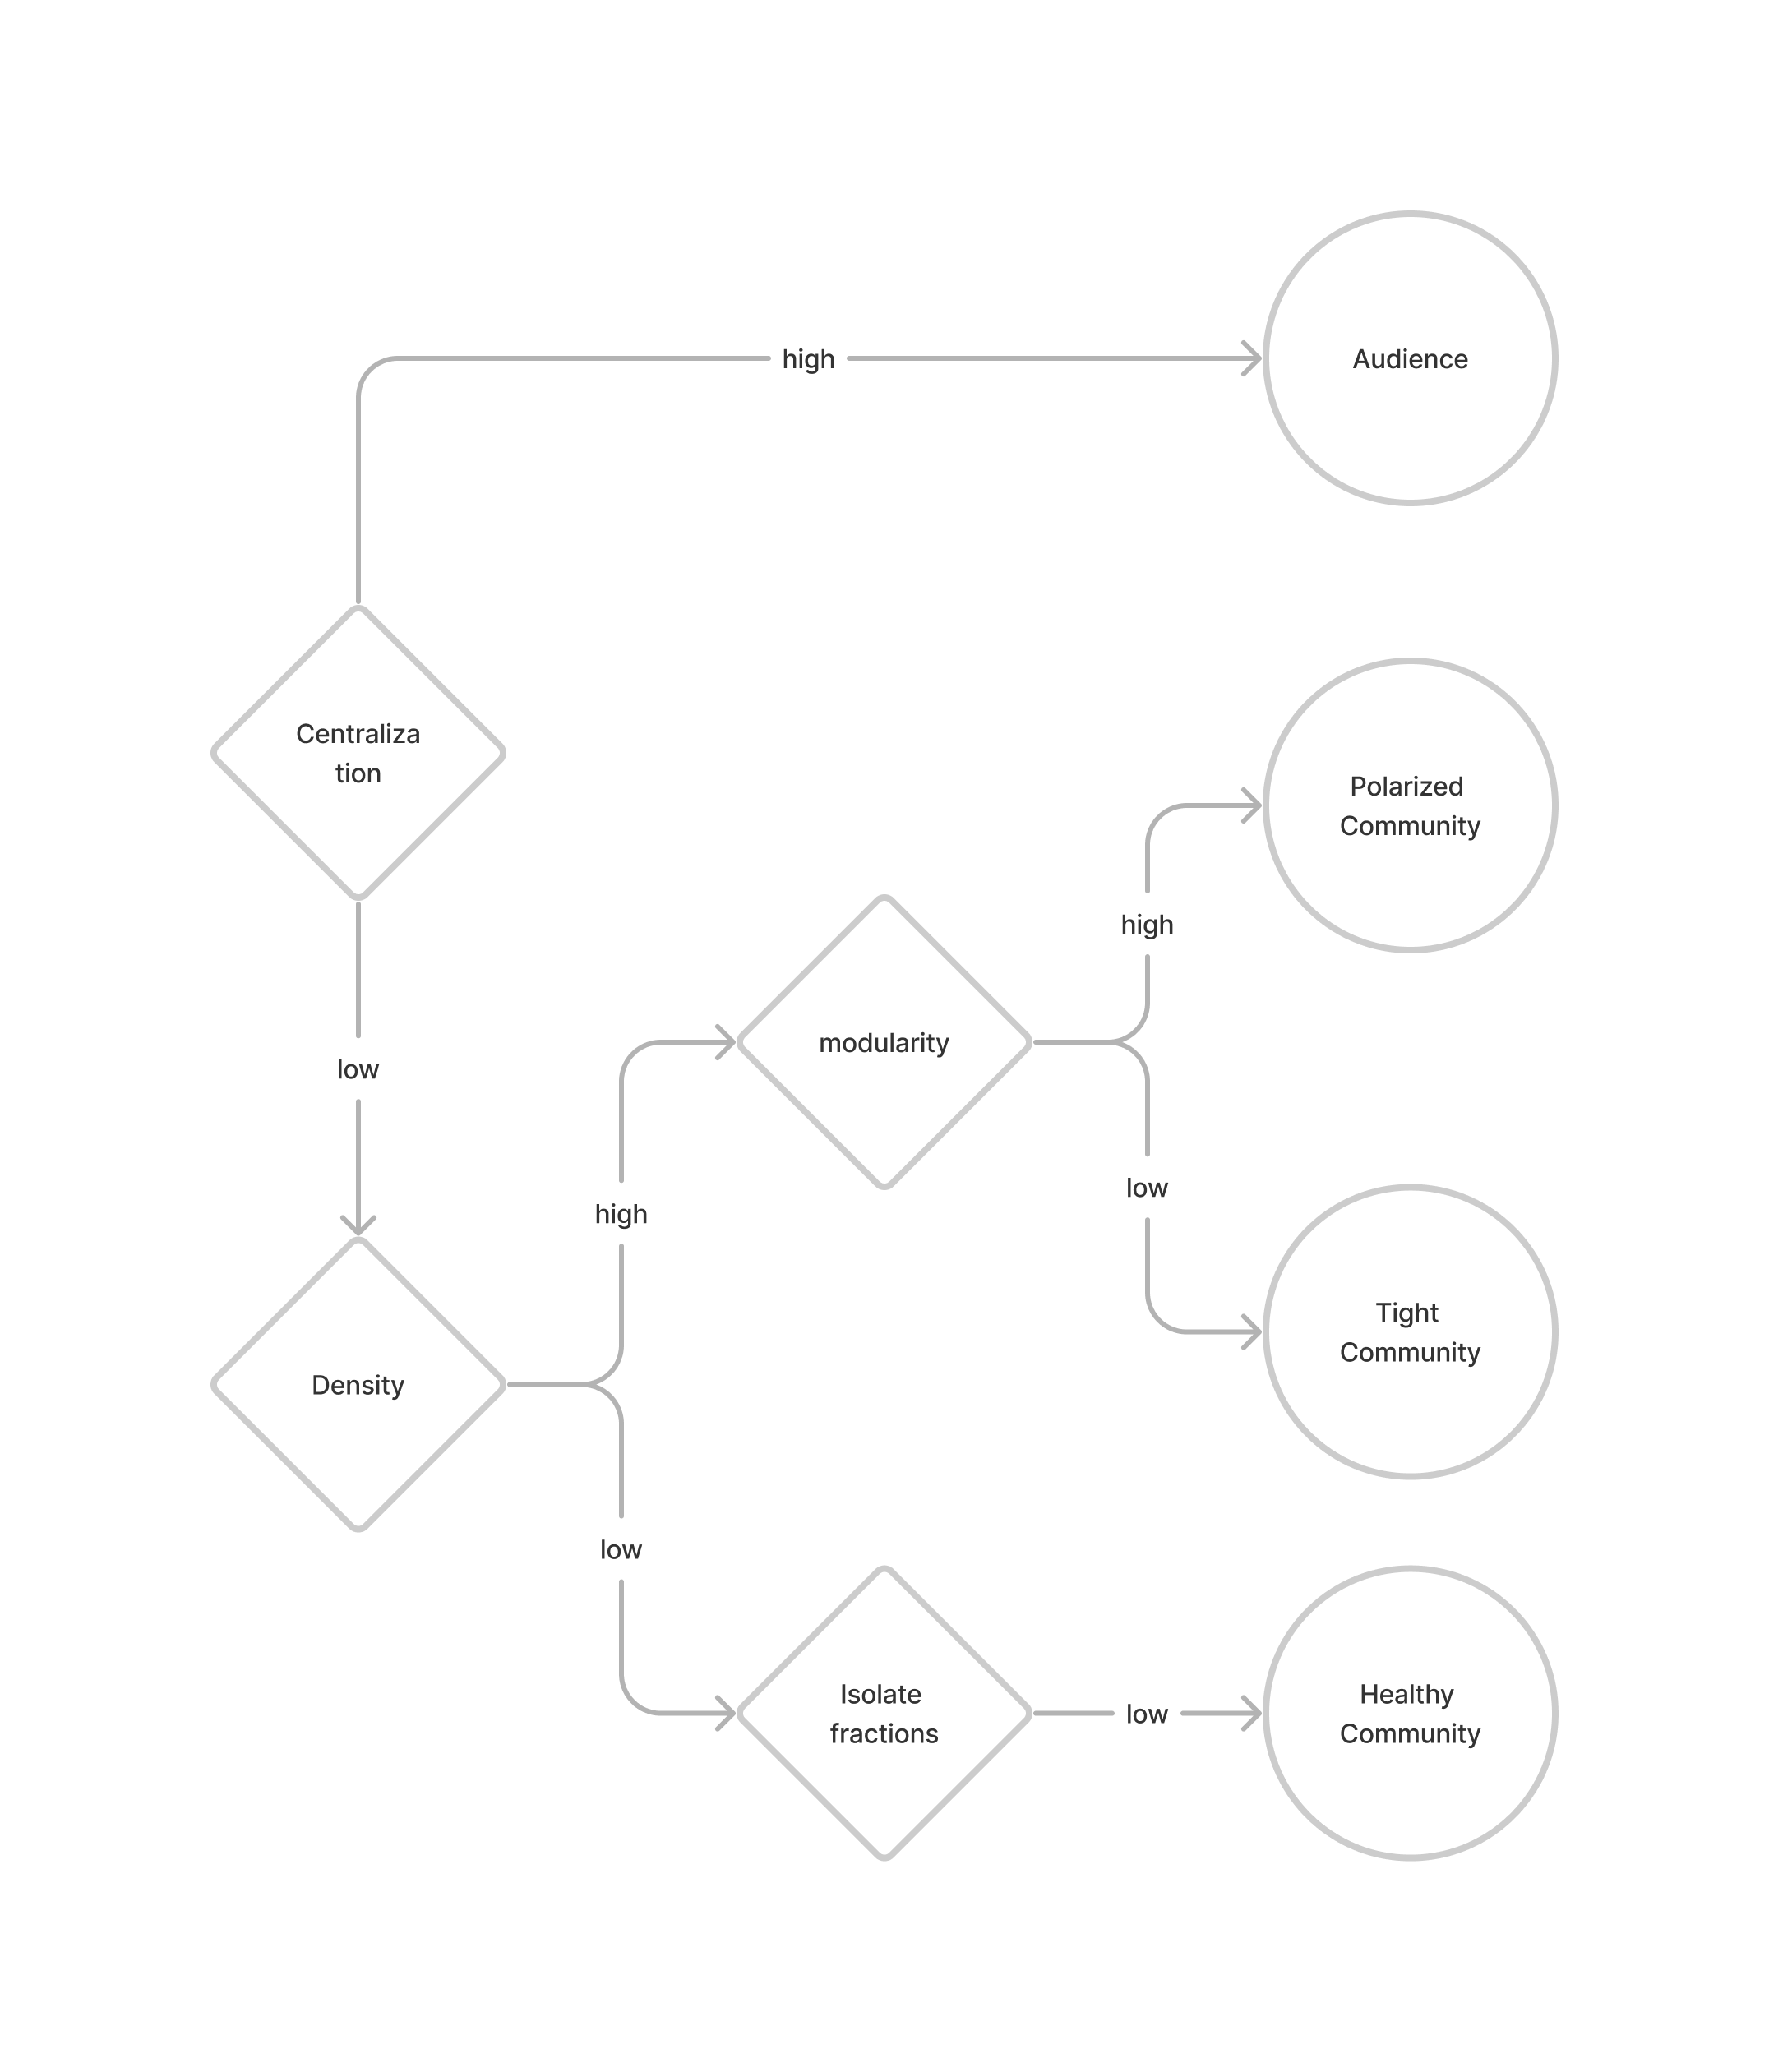 high
Audience
Centraliza
tion
Polarized
Community
high
modularity
low
low
high
Tight
Community
Density
low
Isolate
fractions
low
Healthy
Community